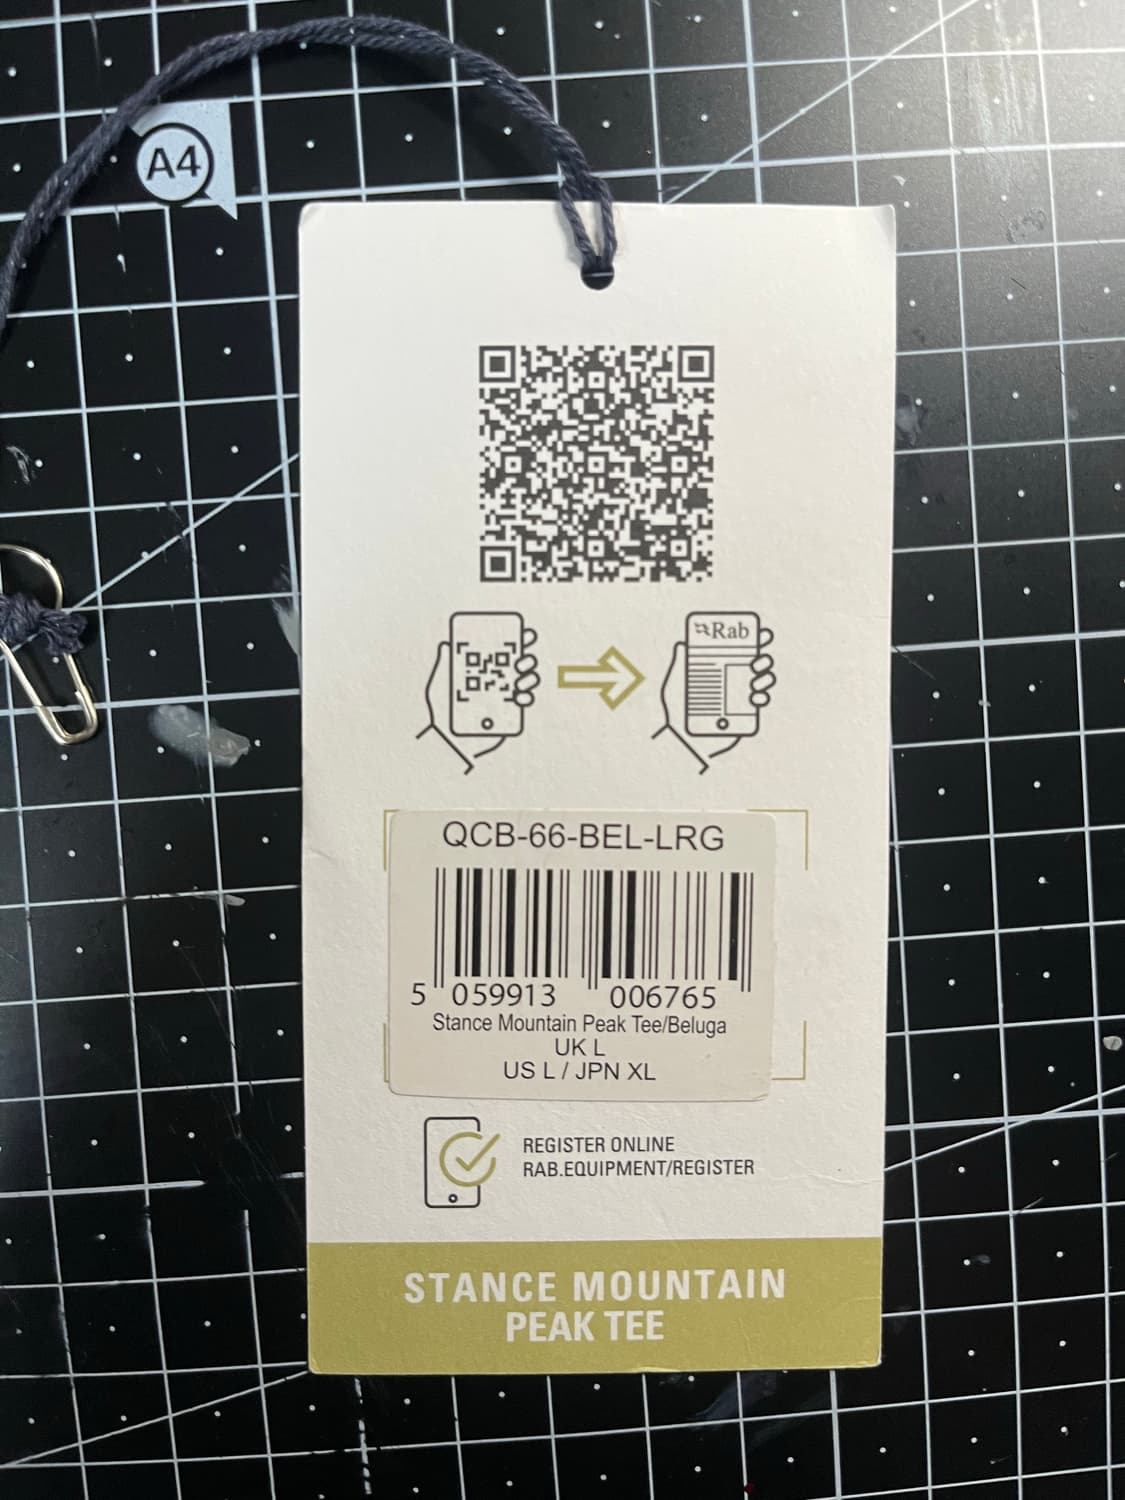 A4
Rab
QCB-66-BEL-LRG
5 059913 006765
Stance Mountain Peak Tee/Beluga
UK L
US L / JPN XL
REGISTER ONLINE
RAB.EQUIPMENT/REGISTER
STANCE MOUNTAIN
PEAK TEE